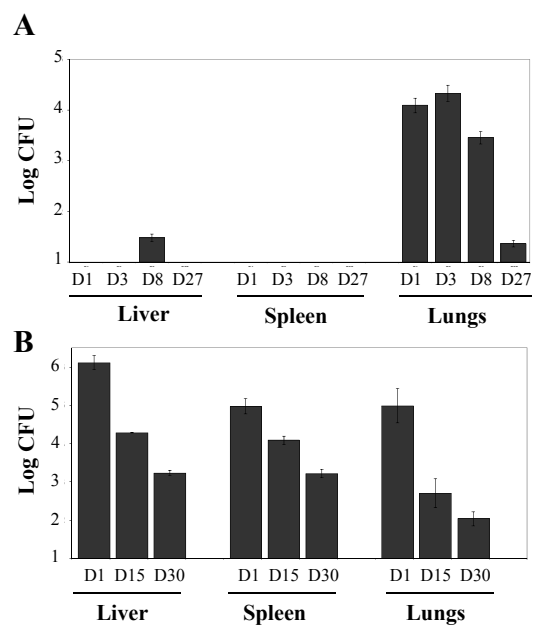 A
5
4
3
2
1
Log CFU
D1 D3 D8 D27 D1 D3 D8 D27 D1 D3 D8 D27
Liver Spleen Lungs
B
6
5
4
3
2
1
Log CFU
D1 D15 D30 D1 D15 D30 D1 D15 D30
Liver Spleen Lungs